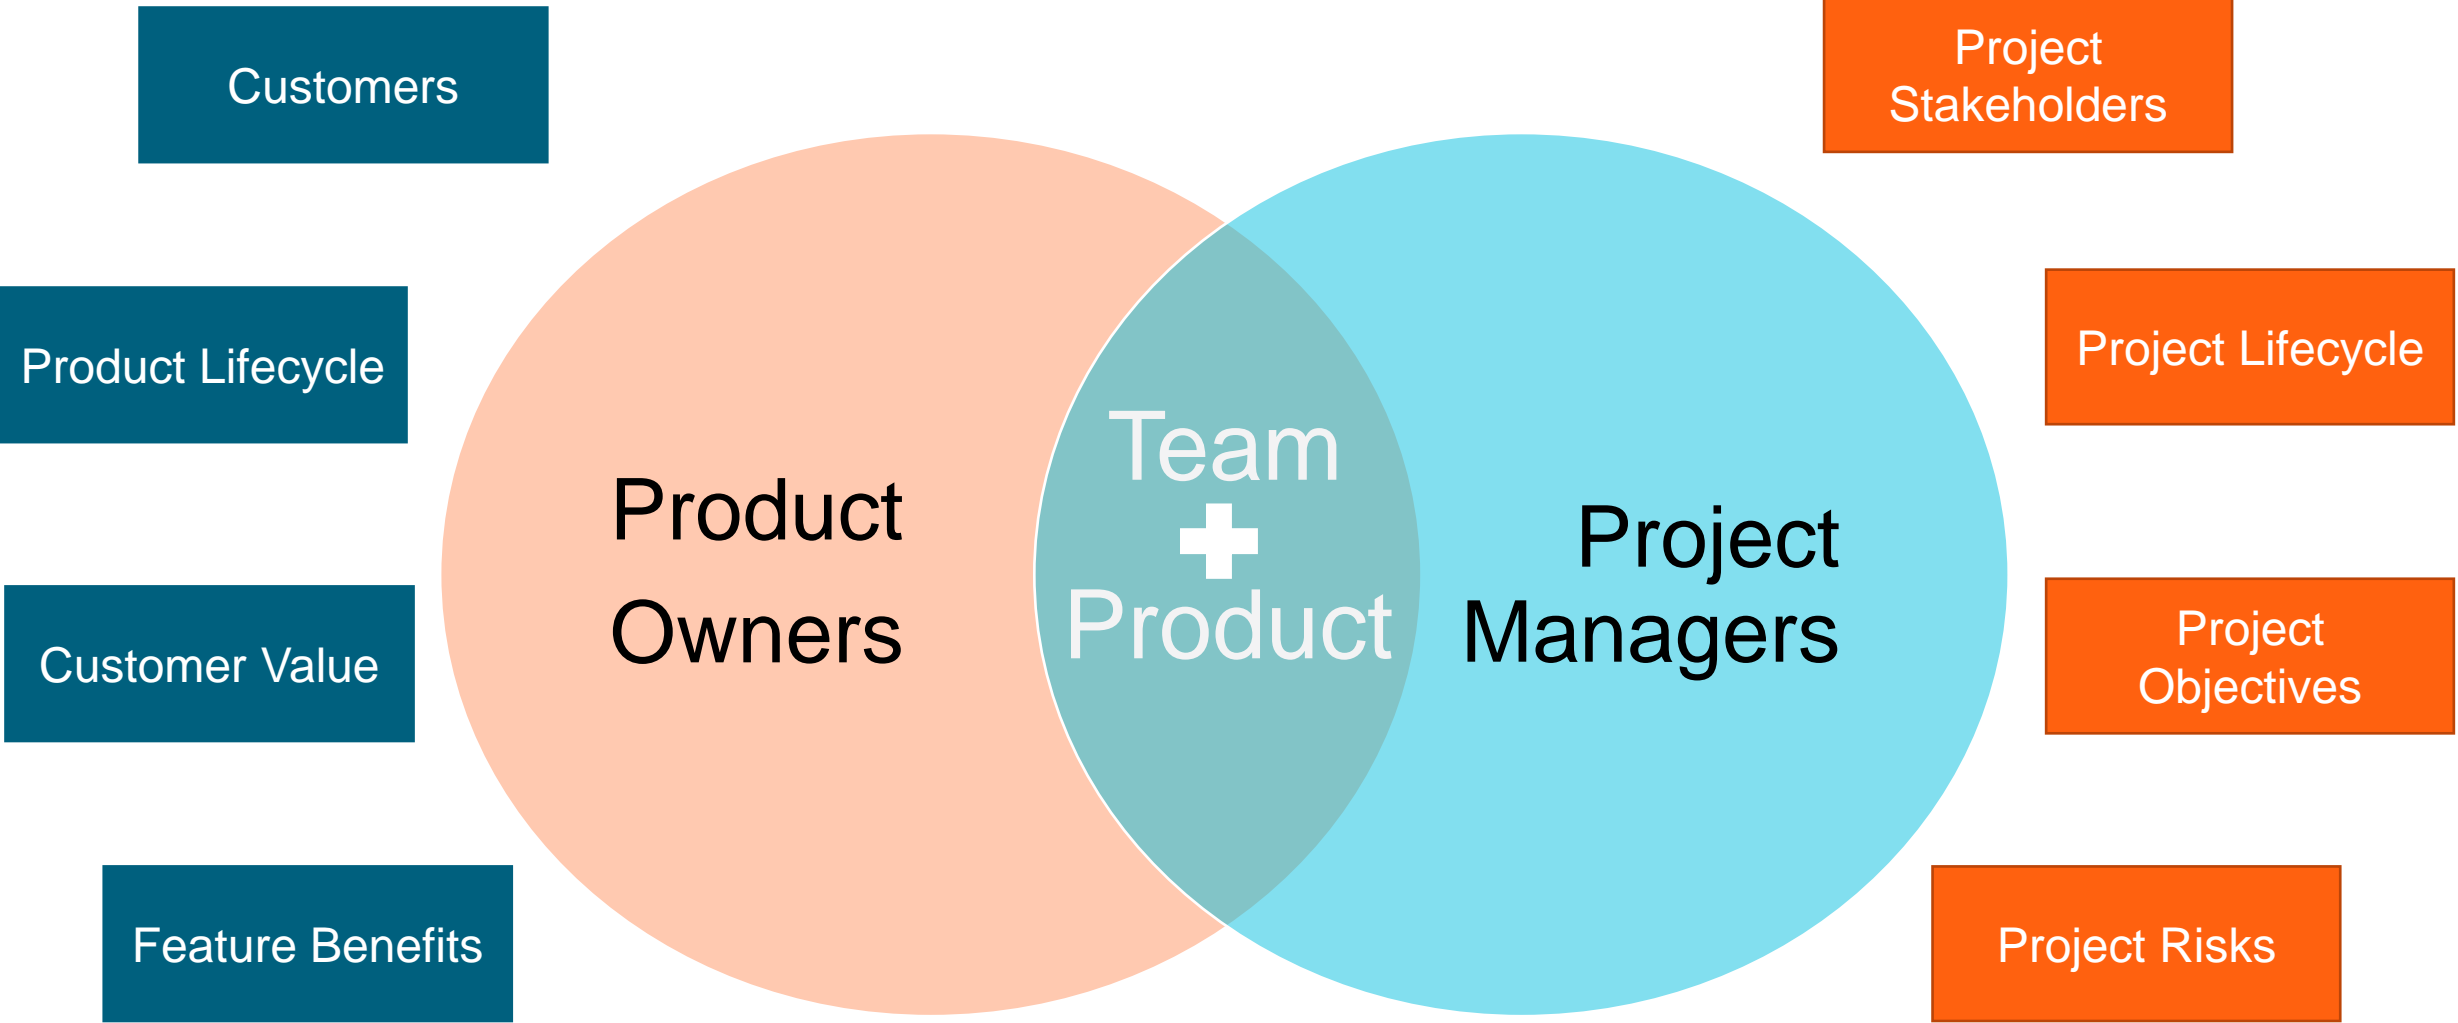 Customers
Product Lifecycle
Customer Value
Feature Benefits
Product
Owners
Team
Product
Project
Managers
Project
Stakeholders
Project Lifecycle
Project
Objectives
Project Risks